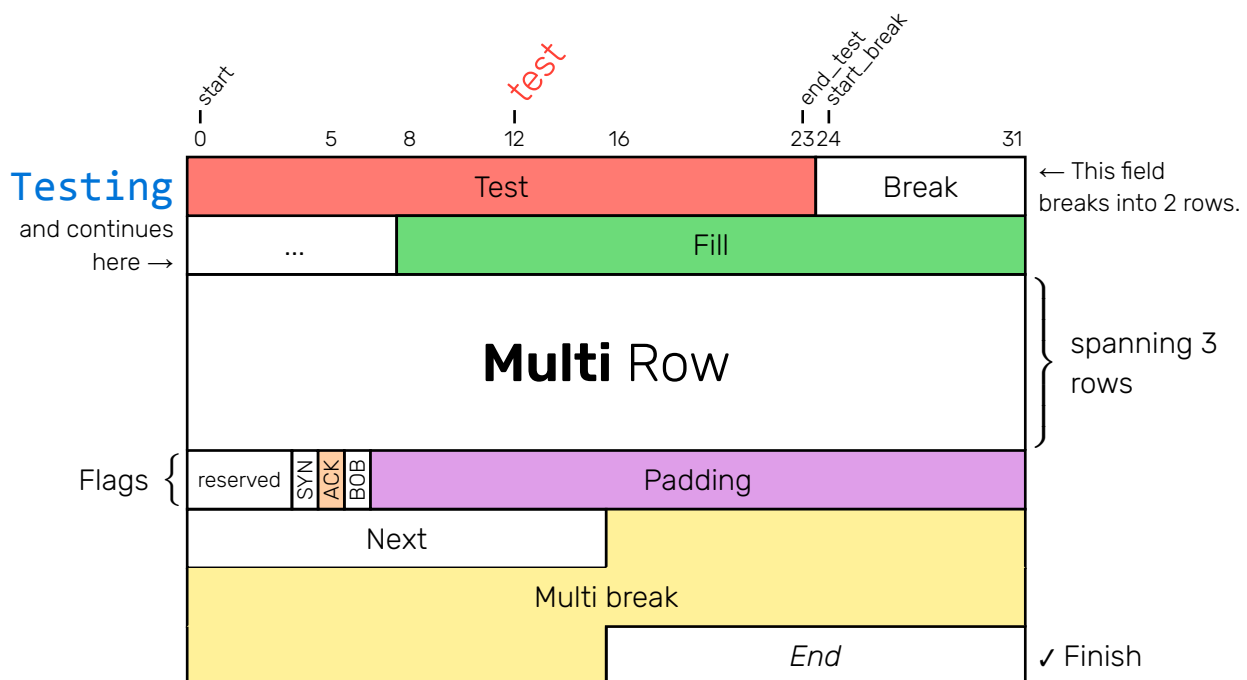 start
test
end_test
start_break
0 5 8 12 16 23 24 31
Testing
Test
Break
← This field
breaks into 2 rows.
and continues
here →
...
Fill
Multi Row
spanning 3
rows
Flags
reserved
SYN
ACK
BOB
Padding
Next
Multi break
End
✓ Finish